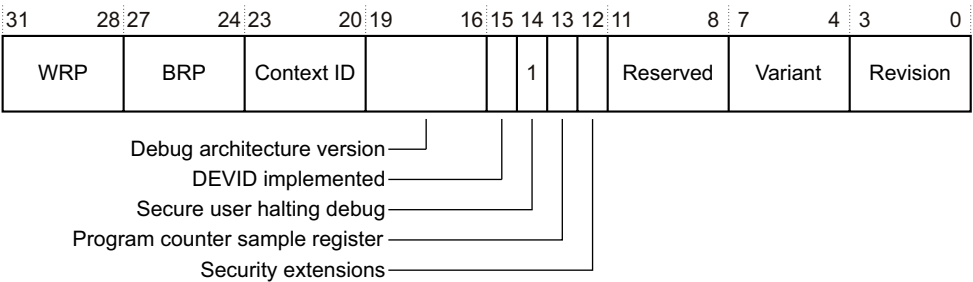 31 28 27 24 23 20 19 16 15 14 13 12 11 8 7 4 3 0
WRP BRP Context ID 1 Reserved Variant Revision
Debug architecture version
DEVID implemented
Secure user halting debug
Program counter sample register
Security extensions